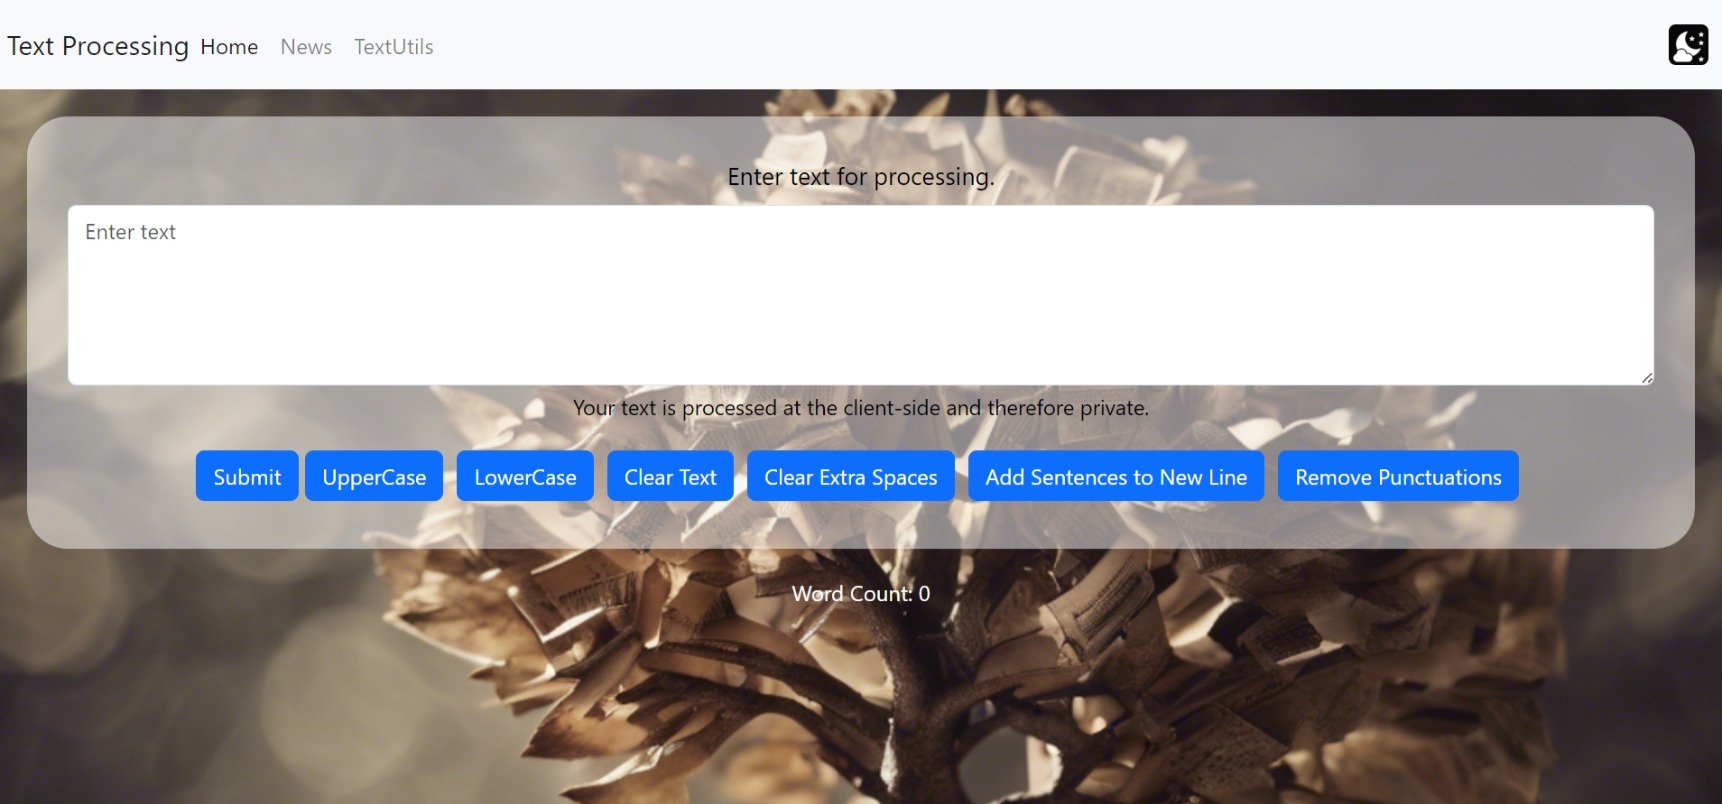 Text Processing Home News TextUtils
Enter text for processing.
Enter text
Your text is processed at the client-side and therefore private.
Submit UpperCase LowerCase Clear Text Clear Extra Spaces Add Sentences to New Line Remove Punctuations
Word Count: 0